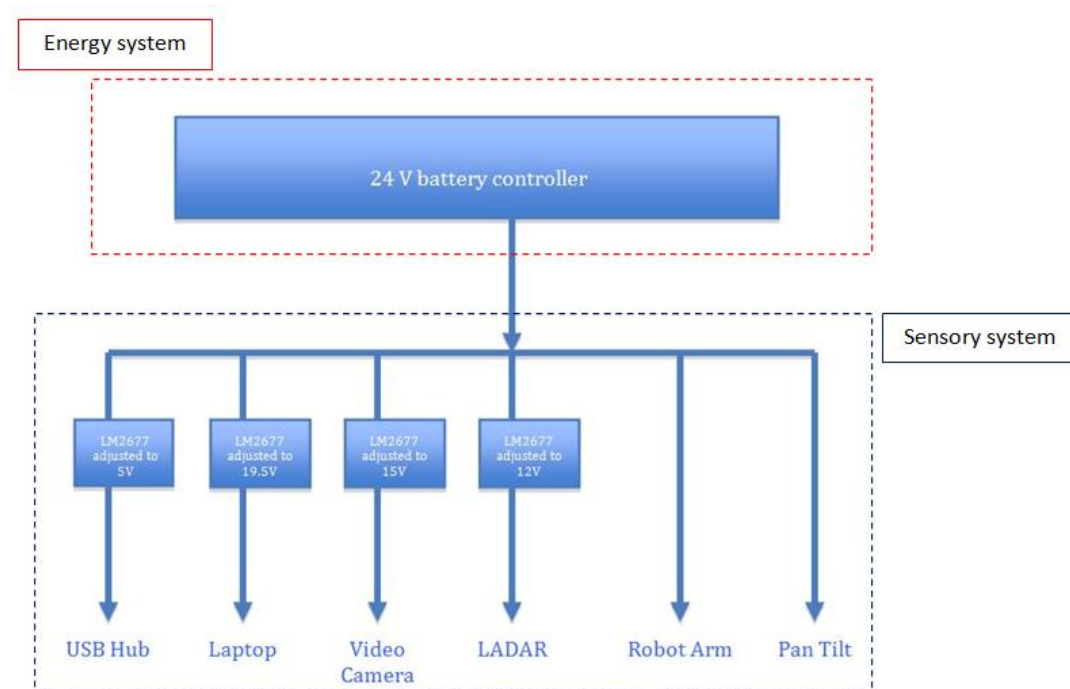 Energy system
24 V battery controller
Sensory system
LM2677
adjusted to
5V
LM2677
adjusted to
19.5V
LM2677
adjusted to
15V
LM2677
adjusted to
12V
USB Hub
Laptop
Video
Camera
LADAR
Robot Arm
Pan Tilt